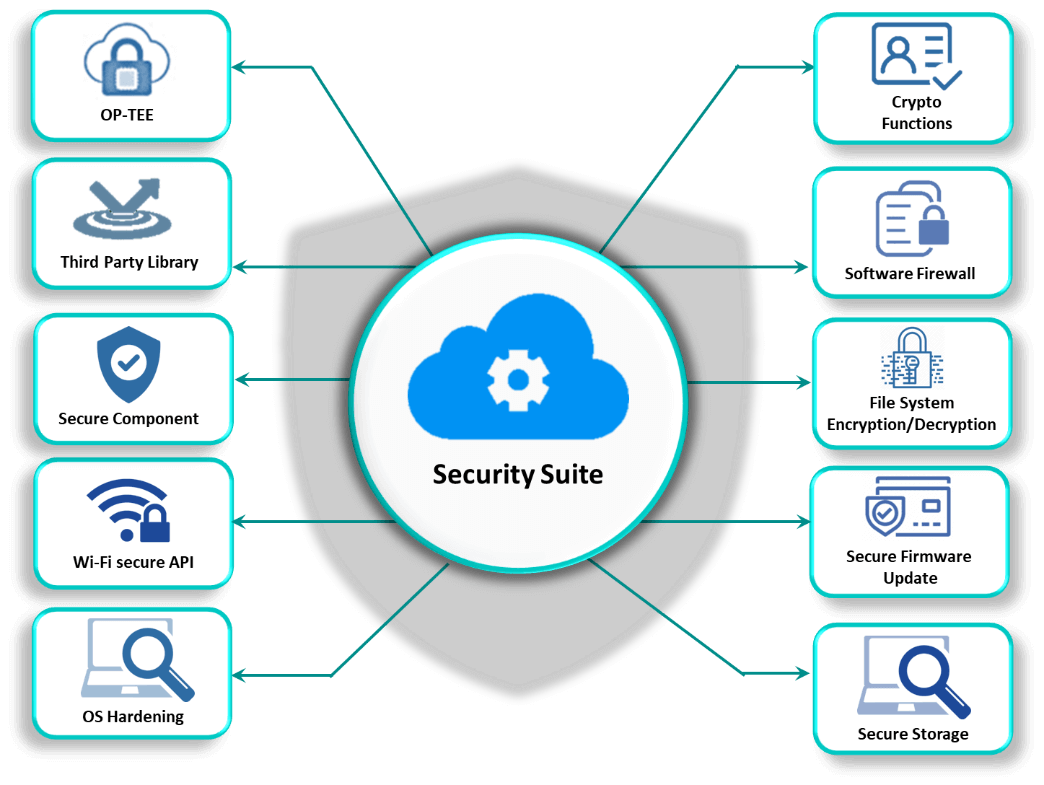 OP-TEE
Third Party Library
Secure Component
Wi-Fi secure API
OS Hardening
Security Suite
Crypto
Functions
Software Firewall
File System
Encryption/Decryption
Secure Firmware
Update
Secure Storage